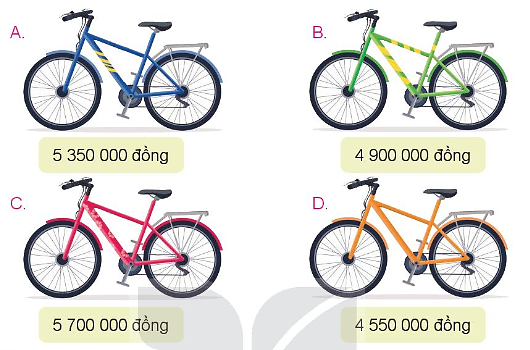 A.
B.
5 350 000 đồng
4 900 000 đồng
C.
D.
5 700 000 đồng
4 550 000 đồng